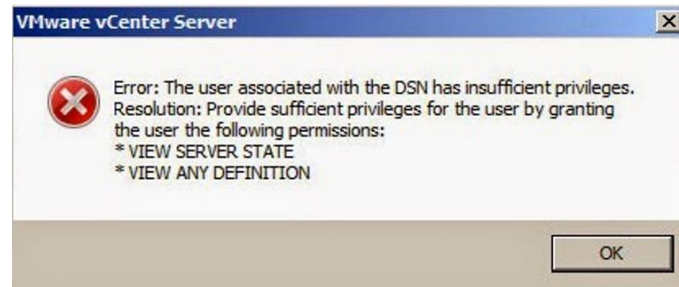 VMware vCenter Server
Error: The user associated with the DSN has insufficient privileges.
Resolution: Provide sufficient privileges for the user by granting
the user the following permissions:
* VIEW SERVER STATE
* VIEW ANY DEFINITION
OK